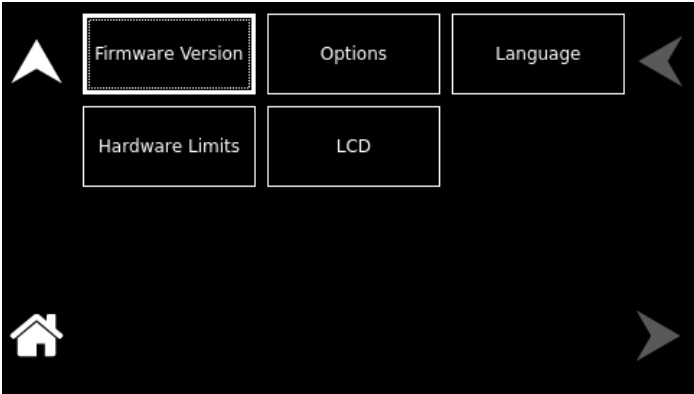 Firmware Version
Options
Language
Hardware Limits
LCD